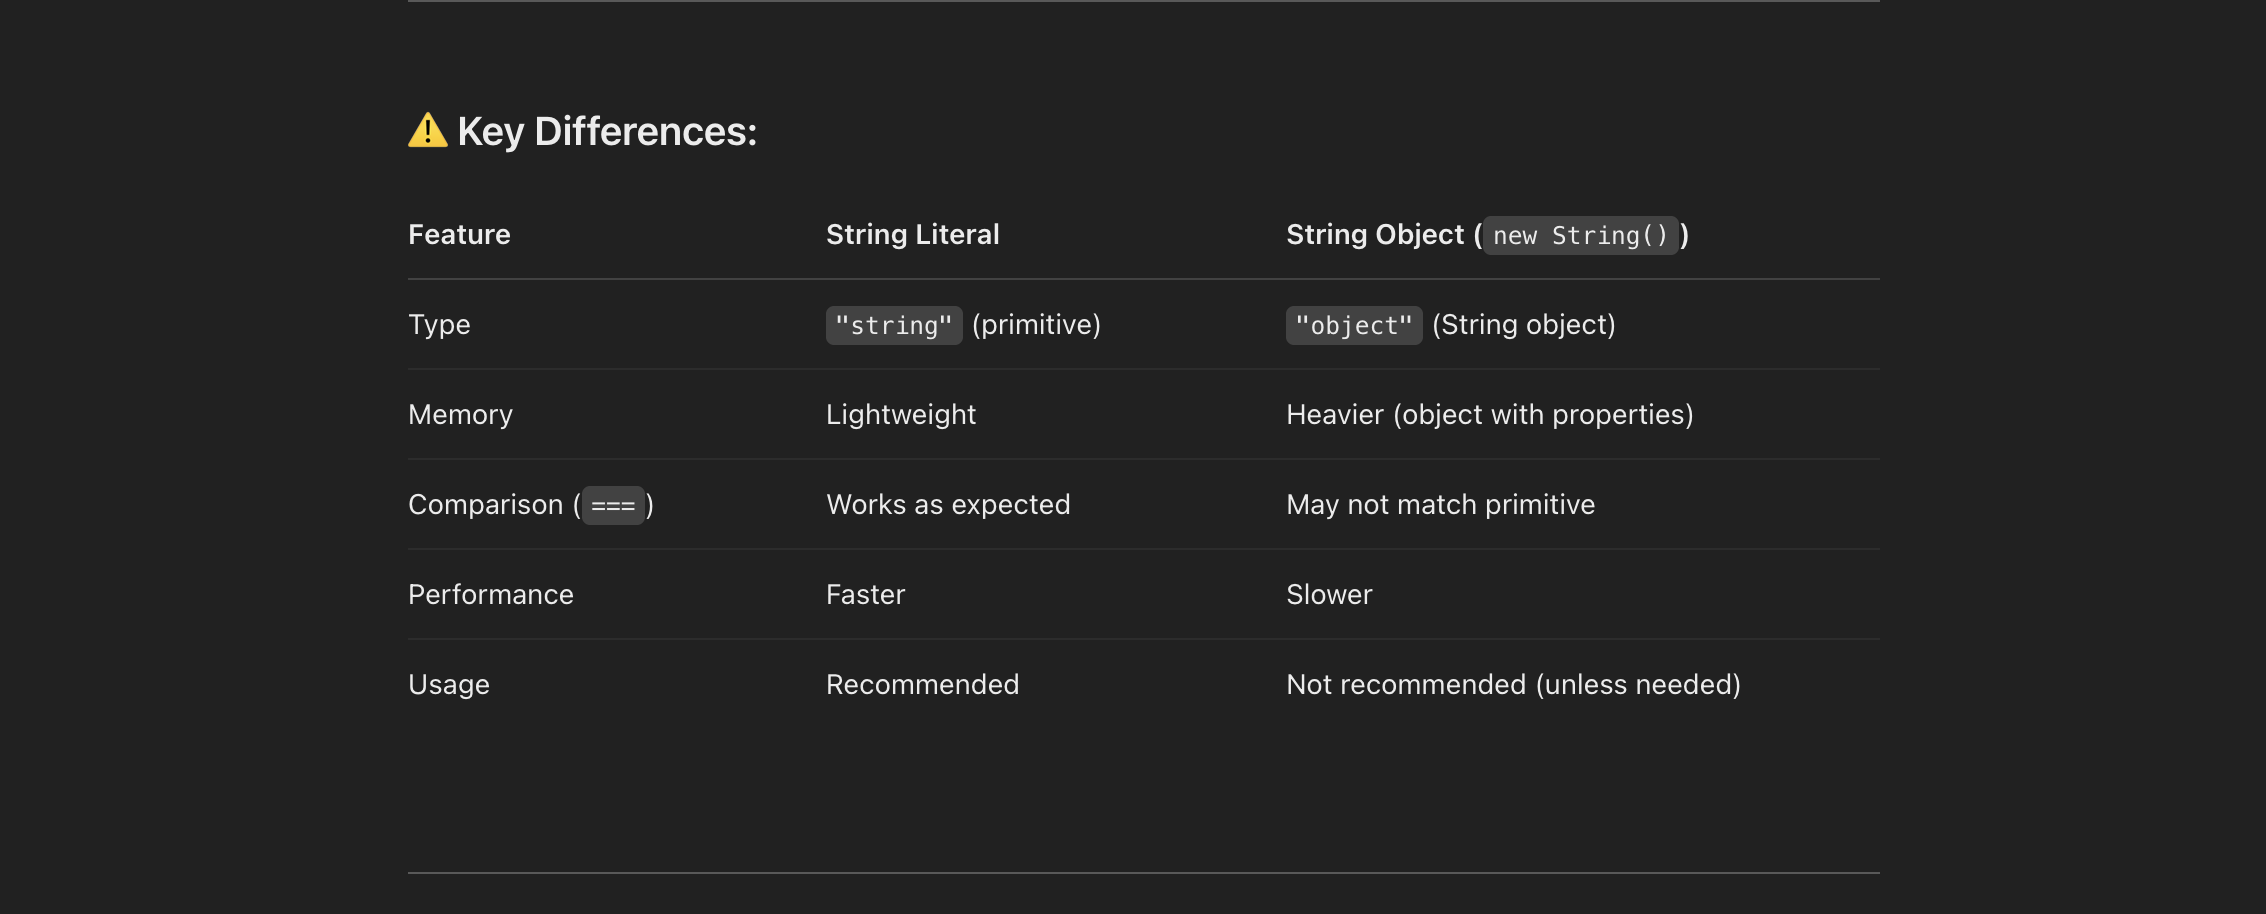 ⚠️ Key Differences:
Feature String Literal String Object (new String())
Type "string" (primitive) "object" (String object)
Memory Lightweight Heavier (object with properties)
Comparison (===) Works as expected May not match primitive
Performance Faster Slower
Usage Recommended Not recommended (unless needed)